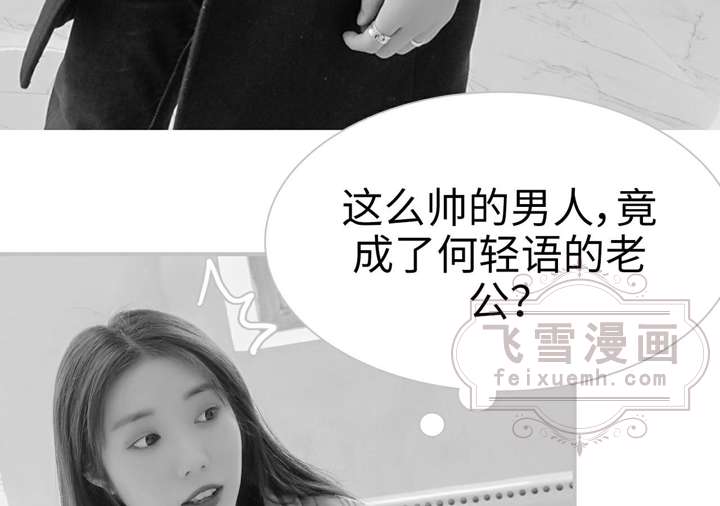 这么帅的男人，竟
成了何轻语的老
公？
飞雪漫画
feixuemh.com